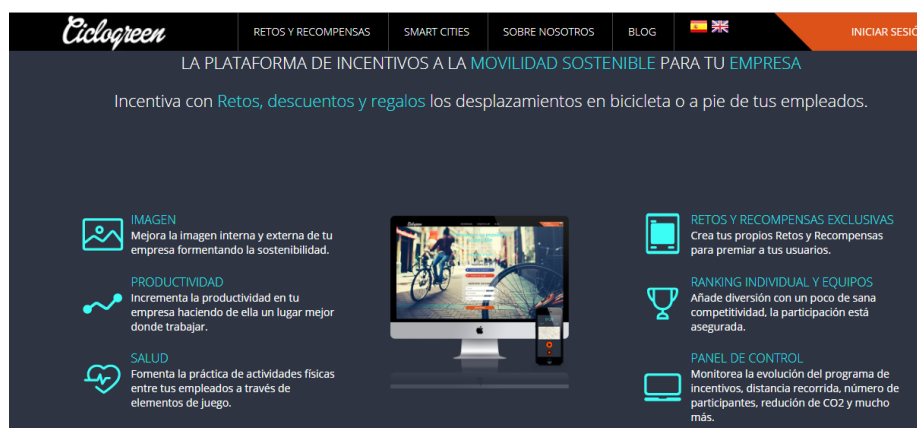 Ciclogreen
RETOS Y RECOMPENSAS
SMART CITIES
SOBRE NOSOTROS
BLOG
INICIAR SESIÓ
LA PLATAFORMA DE INCENTIVOS A LA MOVILIDAD SOSTENIBLE PARA TU EMPRESA
Incentiva con Retos, descuentos y regalos los desplazamientos en bicicleta o a pie de tus empleados.
IMAGEN
Mejora la imagen interna y externa de tu
empresa formentando la sostenibilidad.
PRODUCTIVIDAD
Incrementa la productividad en tu
empresa haciendo de ella un lugar mejor
donde trabajar.
SALUD
Fomenta la práctica de actividades físicas
entre tus empleados a través de
elementos de juego.
RETOS Y RECOMPENSAS EXCLUSIVAS
Crea tus propios Retos y Recompensas
para premiar a tus usuarios.
RANKING INDIVIDUAL Y EQUIPOS
Añade diversión con un poco de sana
competitividad, la participación está
asegurada.
PANEL DE CONTROL
Monitorea la evolución del programa de
incentivos, distancia recorrida, número de
participantes, redución de CO2 y mucho
más.